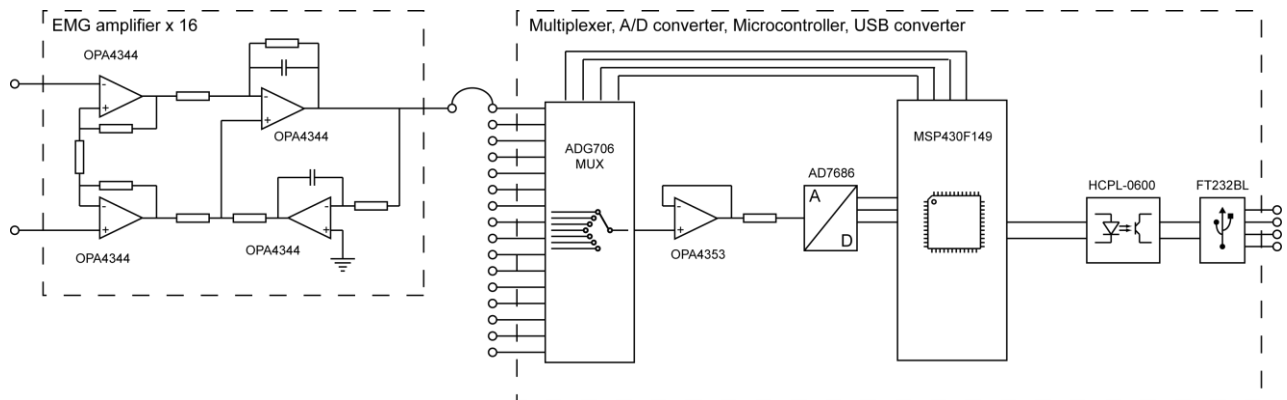 EMG amplifier x 16
Multiplexer, A/D converter, Microcontroller, USB converter
OPA4344
-
+
-
+
OPA4344
-
+
OPA4344
-
+
OPA4344
ADG706
MUX
-
+
OPA4353
AD7686
A
D
MSP430F149
HCPL-0600
FT232BL